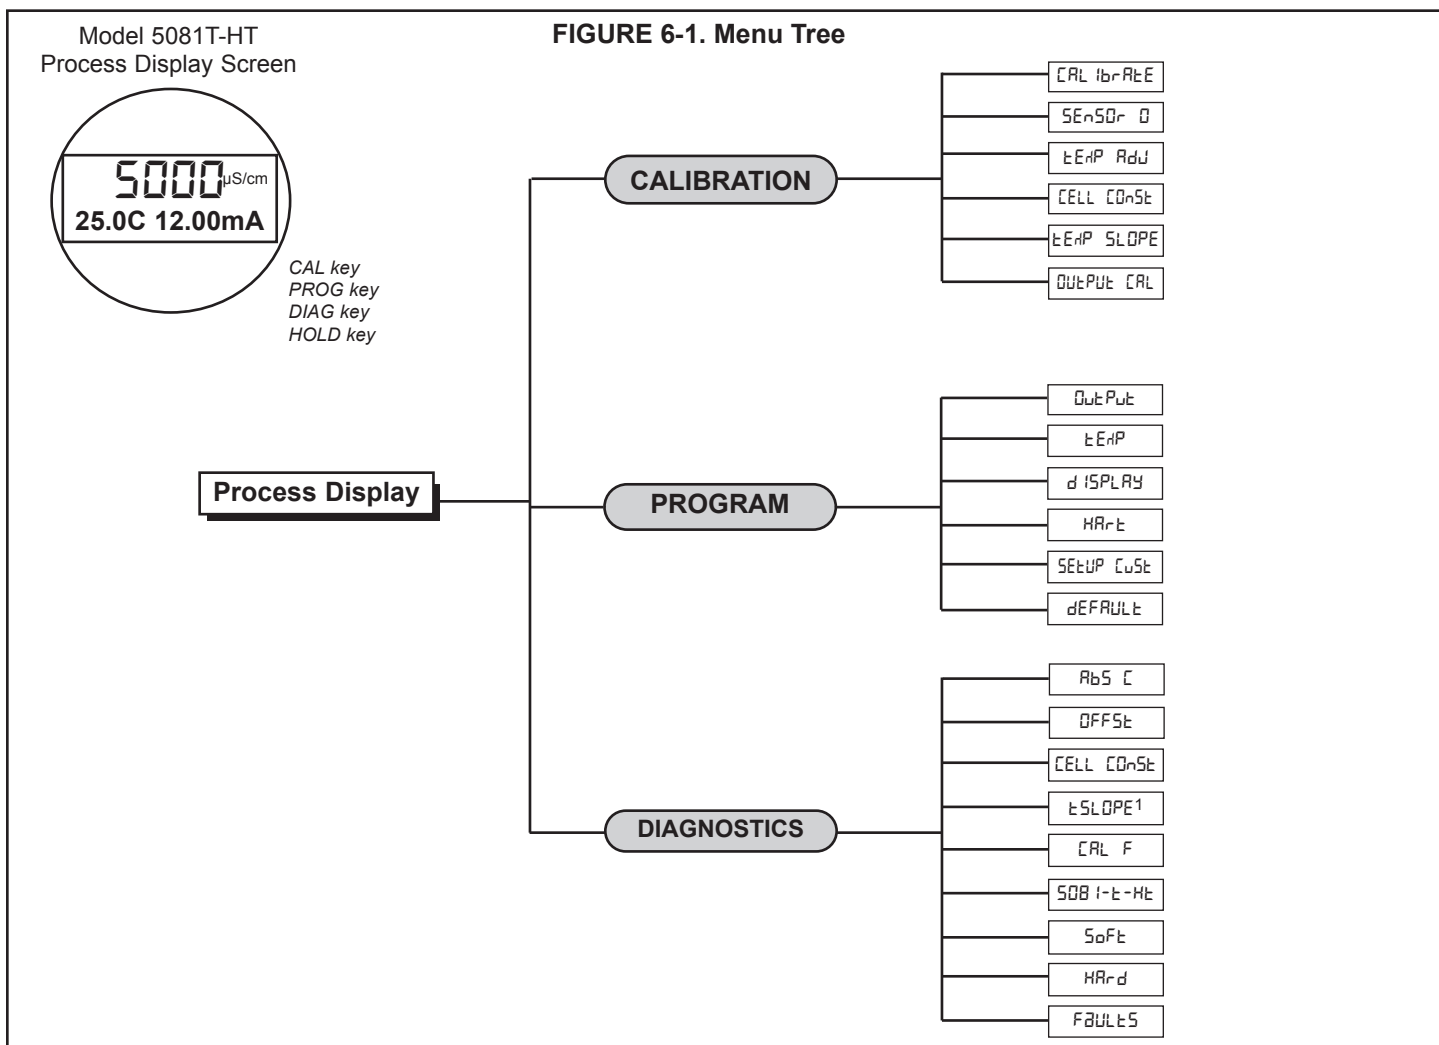 Model 5081T-HT
Process Display Screen
FIGURE 6-1. Menu Tree
5000 µS/cm
25.0C 12.00mA
CAL key
PROG key
DIAG key
HOLD key
Process Display
CALIBRATION
CALIbrAtE
SEnSOr 0
tEMP AdJ
CELL COnSt
tEMP SLOPE
OUtPUt CAL
PROGRAM
OutPut
tEMP
dISPLAY
HArt
SEtUP CuSt
dEFAULt
DIAGNOSTICS
AbS C
OFFSt
CELL COnSt
tSLOPE1
CAL F
5081-t-Ht
SoFt
HArd
FaULtS